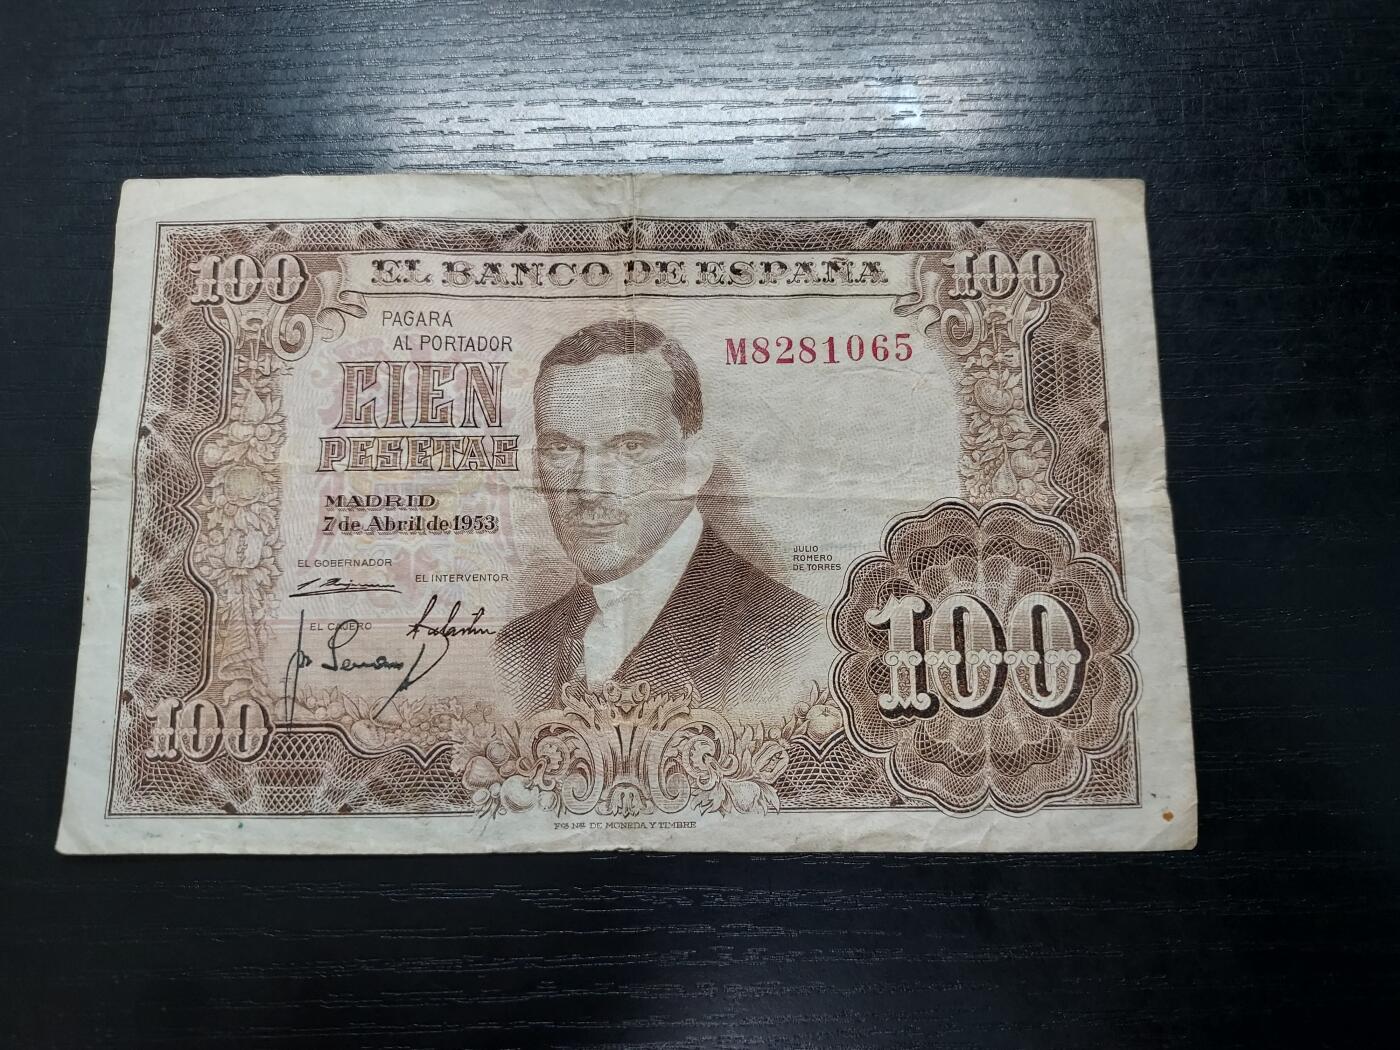 100 EL BANCO DE ESPAÑA 100
PAGARA
AL PORTADOR
M8281065
CIEN
PESETAS
MADRID
7 de Abril de 1953
JULIO
ROMERO
DE TORRES
EL GOBERNADOR
EL INTERVENTOR
EL CAJERO
100
100
FCA NAL DE MONEDA Y TIMBRE